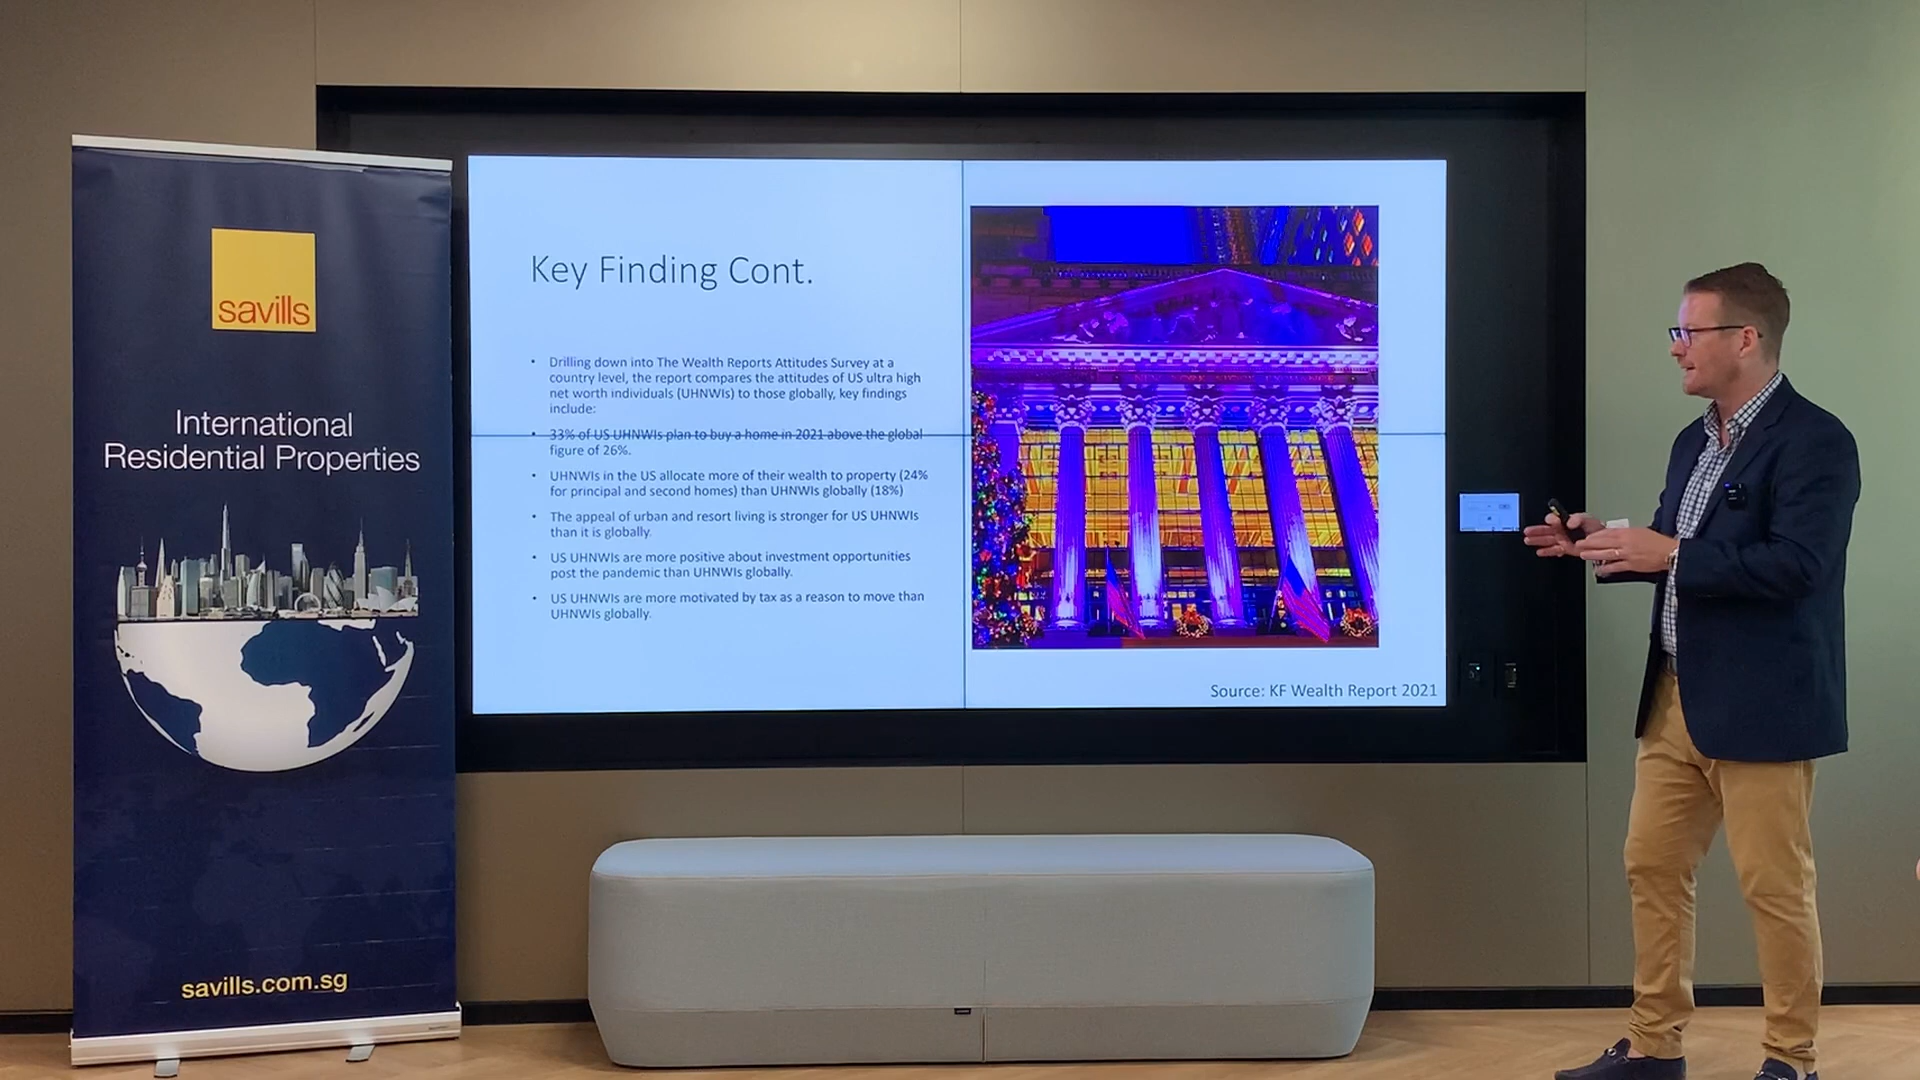 savills
International
Residential Properties
savills.com.sg
Key Finding Cont.
• Drilling down into The Wealth Reports Attitudes Survey at a
country level, the report compares the attitudes of US ultra high
net worth individuals (UHNWIs) to those globally, key findings
include:
• 33% of US UHNWIs plan to buy a home in 2021 above the global
figure of 26%.
• UHNWIs in the US allocate more of their wealth to property (24%
for principal and second homes) than UHNWIs globally (18%)
• The appeal of urban and resort living is stronger for US UHNWIs
than it is globally.
• US UHNWIs are more positive about investment opportunities
post the pandemic than UHNWIs globally.
• US UHNWIs are more motivated by tax as a reason to move than
UHNWIs globally.
NEW YORK STOCK EXCHANGE
Source: KF Wealth Report 2021